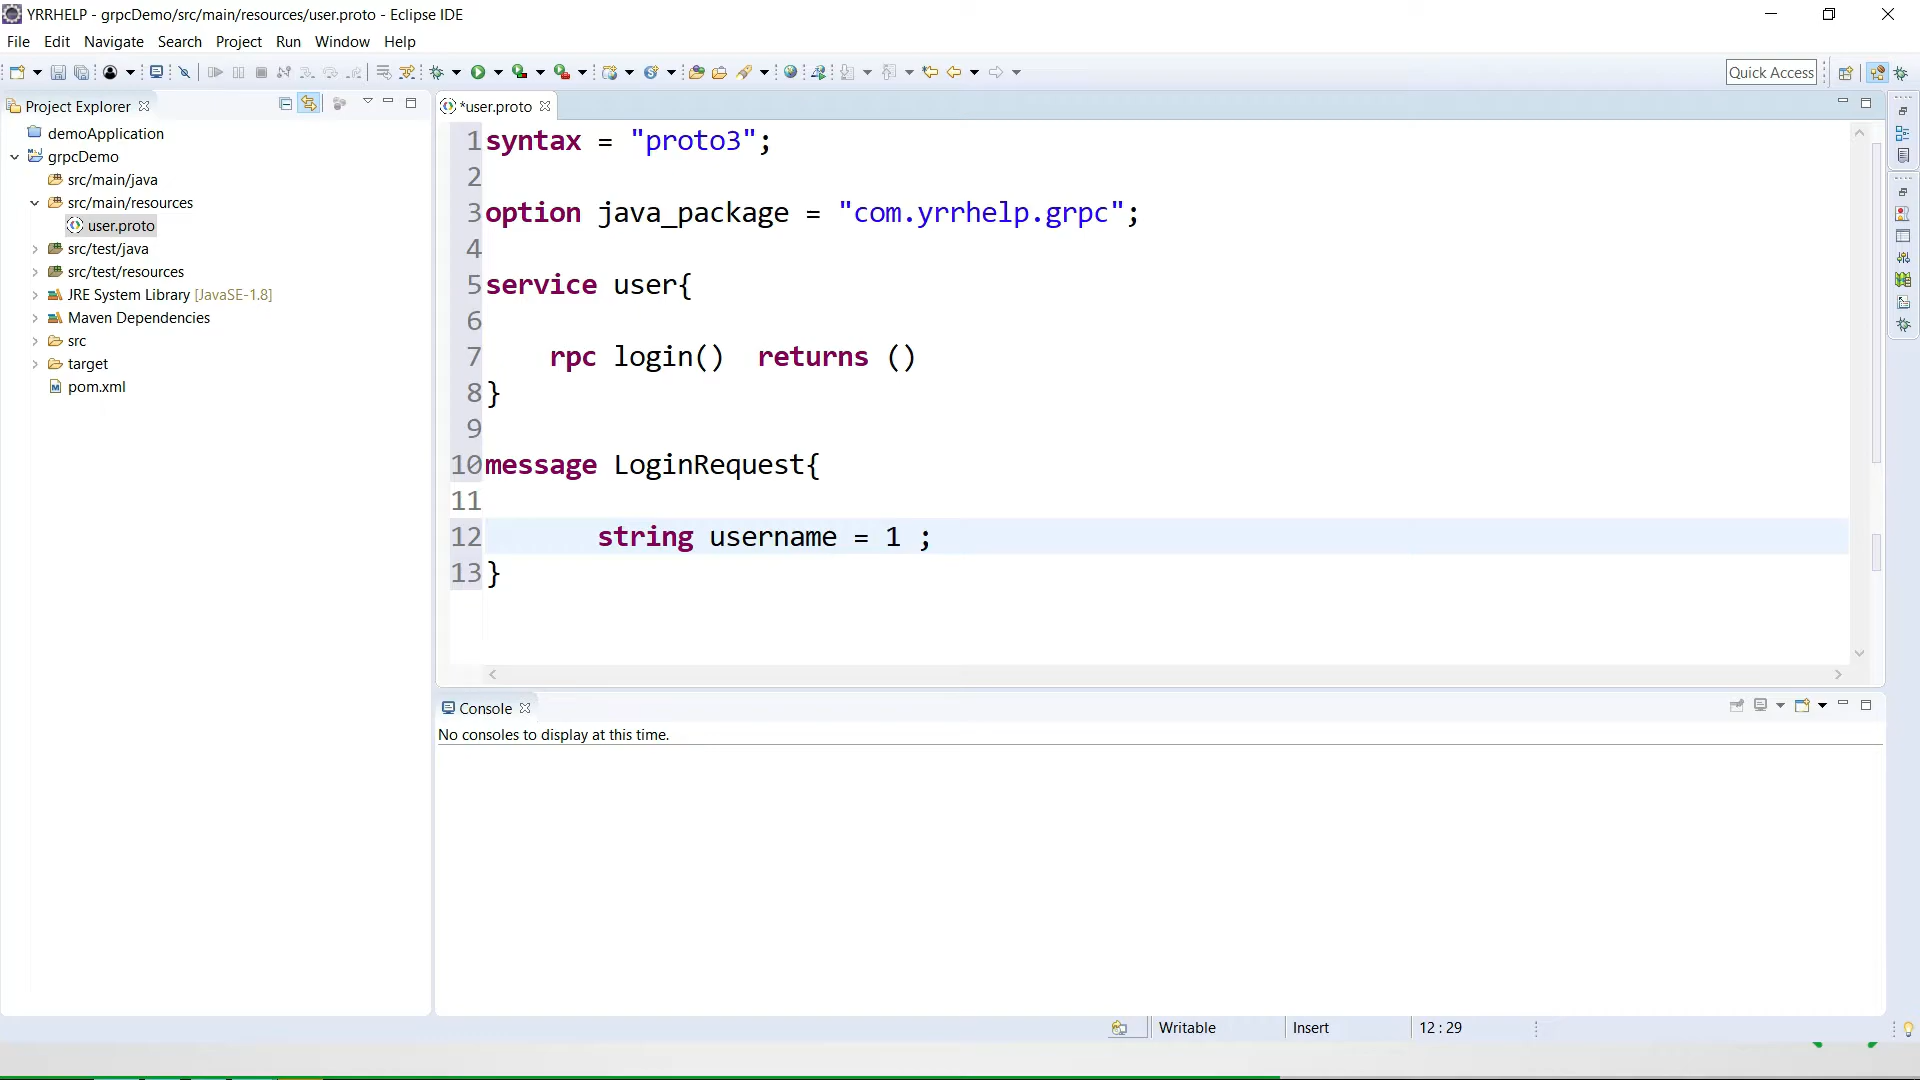 YRRHELP - grpcDemo/src/main/resources/user.proto - Eclipse IDE
File Edit Navigate Search Project Run Window Help
Quick Access
Project Explorer
demoApplication
grpcDemo
src/main/java
src/main/resources
user.proto
src/test/java
src/test/resources
JRE System Library [JavaSE-1.8]
Maven Dependencies
src
target
pom.xml
*user.proto
1 syntax = "proto3";
2
3 option java_package = "com.yrrhelp.grpc";
4
5 service user{
6
7 rpc login()  returns ()
8 }
9
10 message LoginRequest{
11
12 string username = 1 ;
13 }
Console
No consoles to display at this time.
Writable Insert 12 : 29